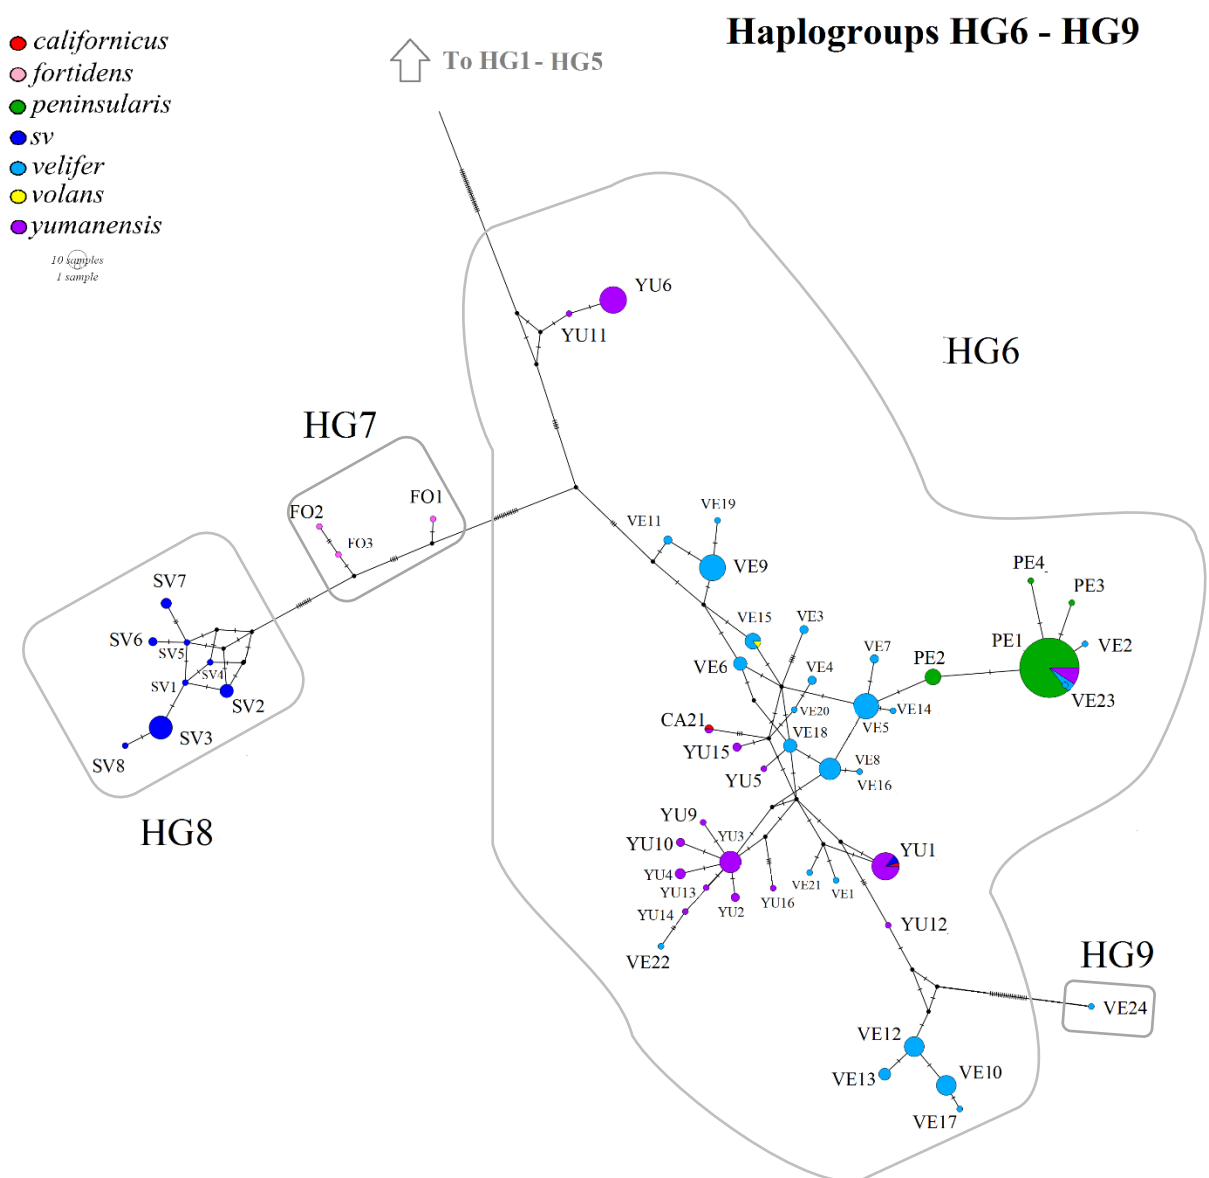 Haplogroups HG6 - HG9
californicus
fortidens
peninsularis
sv
velifer
volans
yumanensis
10 samples
1 sample
To HG1- HG5
YU6
YU11
HG6
HG7
FO1
FO2
FO3
VE19
VE11
VE9
PE4
PE3
SV7
VE15
VE3
PE1
VE2
SV6
SV5
VE7
VE6
VE4
PE2
SV4
SV1
VE23
SV2
VE20
VE14
CA21
VE5
SV3
VE18
YU15
VE8
SV8
YU5
VE16
HG8
YU9
YU3
YU10
YU1
YU4
YU13
VE21
VE1
YU2
YU16
YU14
YU12
VE22
HG9
VE24
VE12
VE13
VE10
VE17